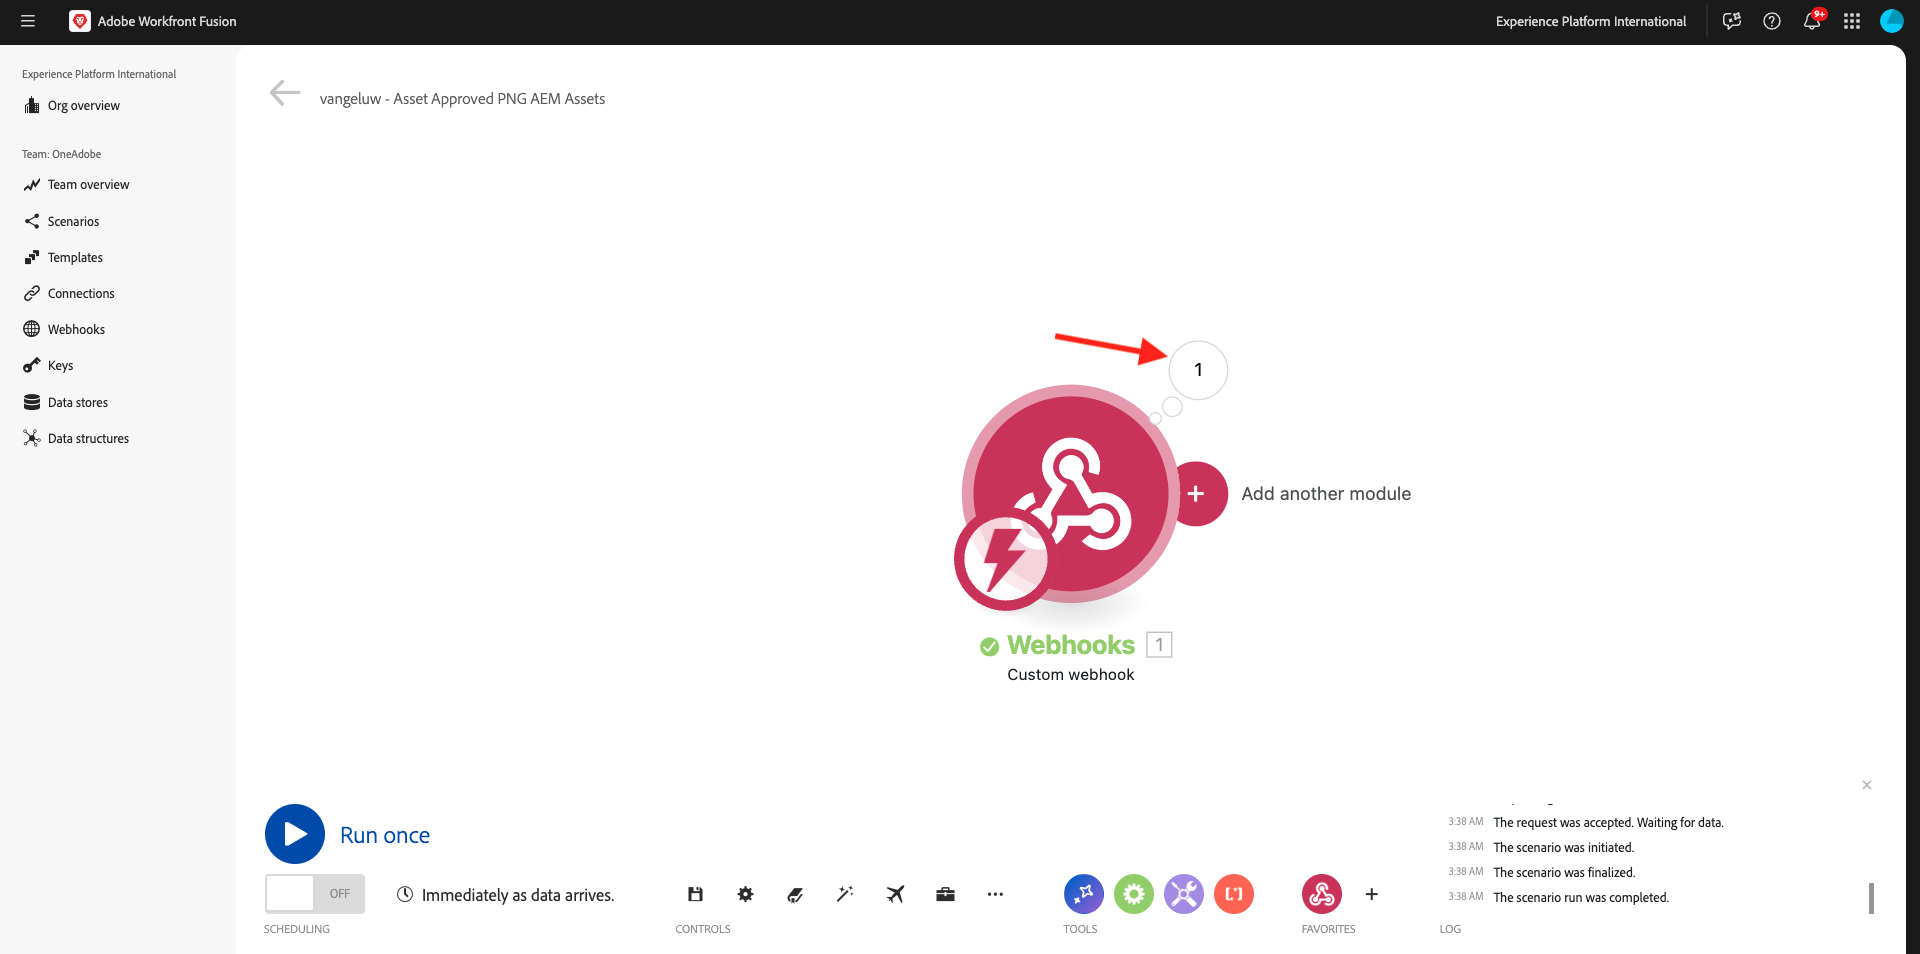 Adobe Workfront Fusion
Experience Platform International
9+
Experience Platform International
Org overview
Team: OneAdobe
Team overview
Scenarios
Templates
Connections
Webhooks
Keys
Data stores
Data structures
vangeluw - Asset Approved PNG AEM Assets
1
+
Add another module
Webhooks 1
Custom webhook
Run once
OFF
Immediately as data arrives.
SCHEDULING
CONTROLS
TOOLS
FAVORITES
3:38 AM The request was accepted. Waiting for data.
3:38 AM The scenario was initiated.
3:38 AM The scenario was finalized.
3:38 AM The scenario run was completed.
LOG